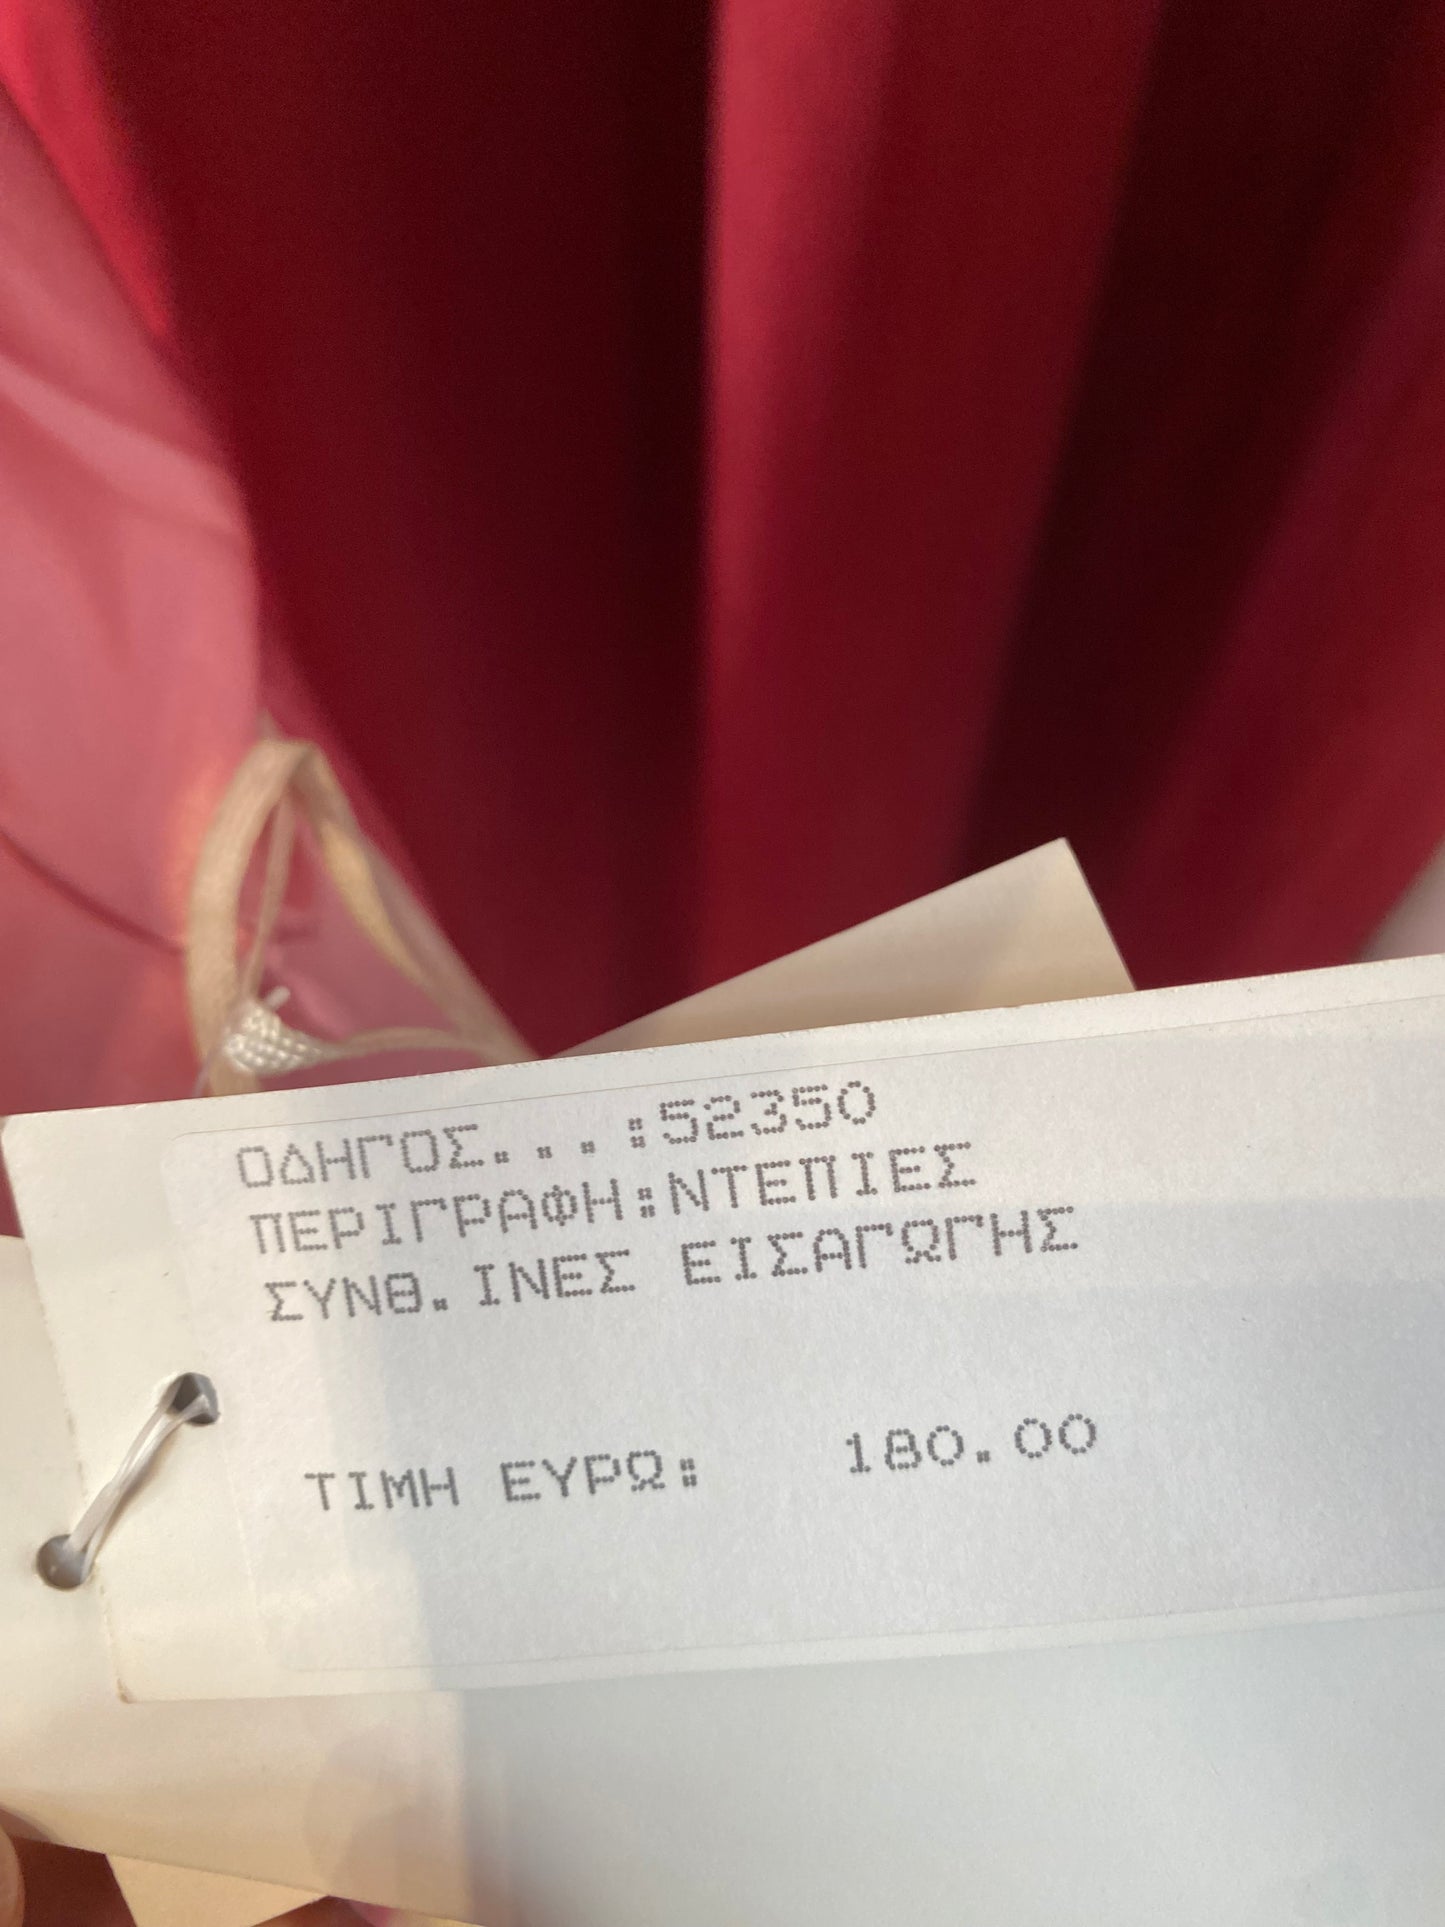 ΟΔΗΓΟΣ...:52350
ΠΕΡΙΓΡΑΦΗ:ΝΤΕΠΙΕΣ
ΣΥΝΘ.ΙΝΕΣ ΕΙΣΑΓΩΓΗΣ
ΤΙΜΗ ΕΥΡΩ: 180.00